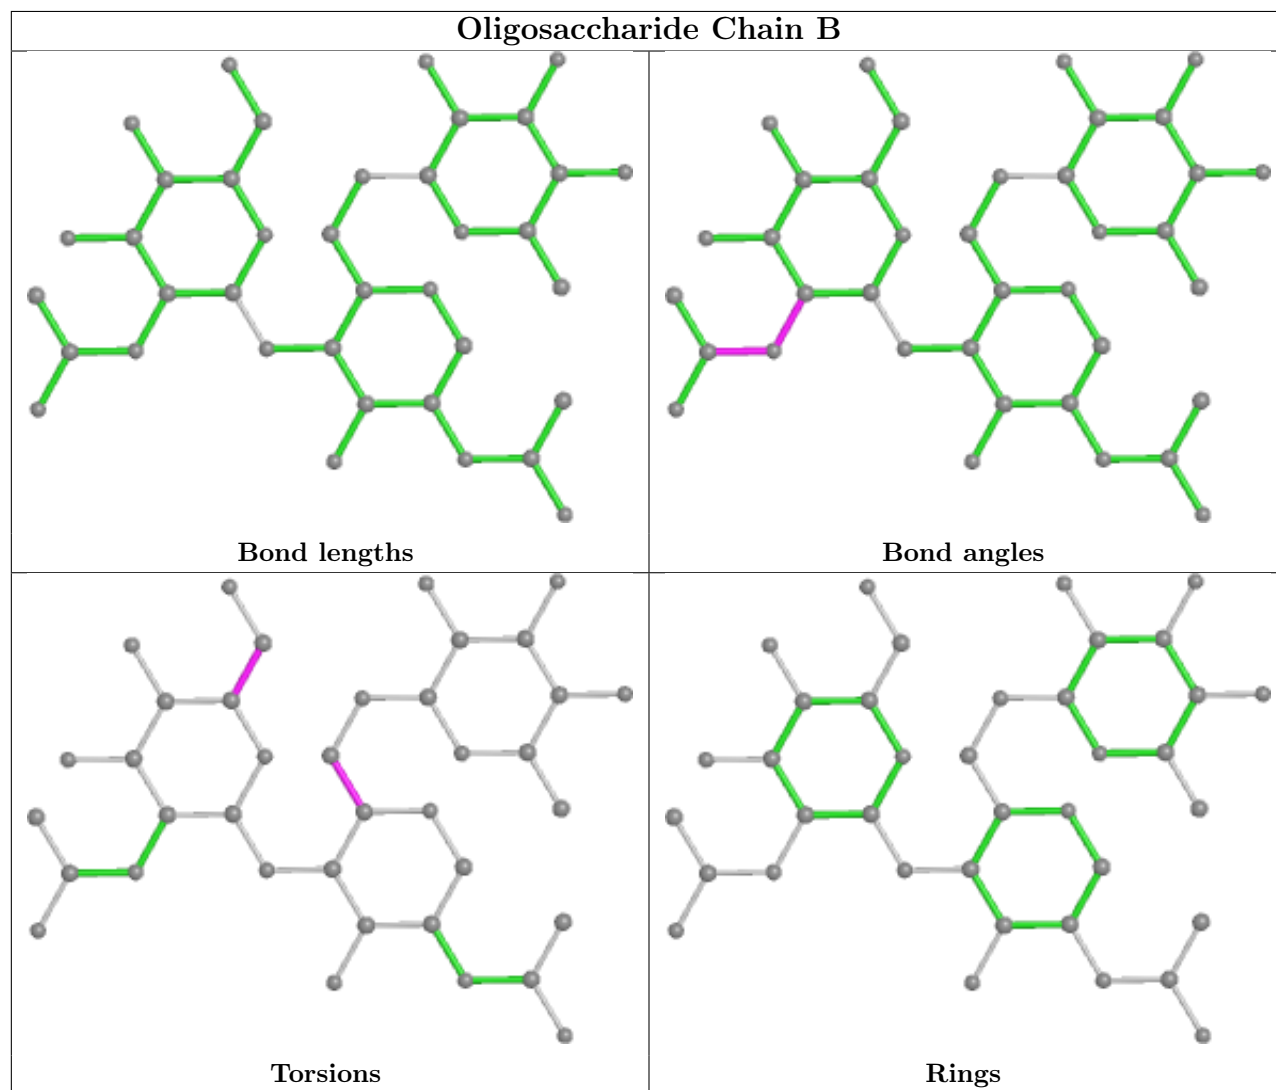 Oligosaccharide Chain B
Bond lengths
Bond angles
Torsions
Rings